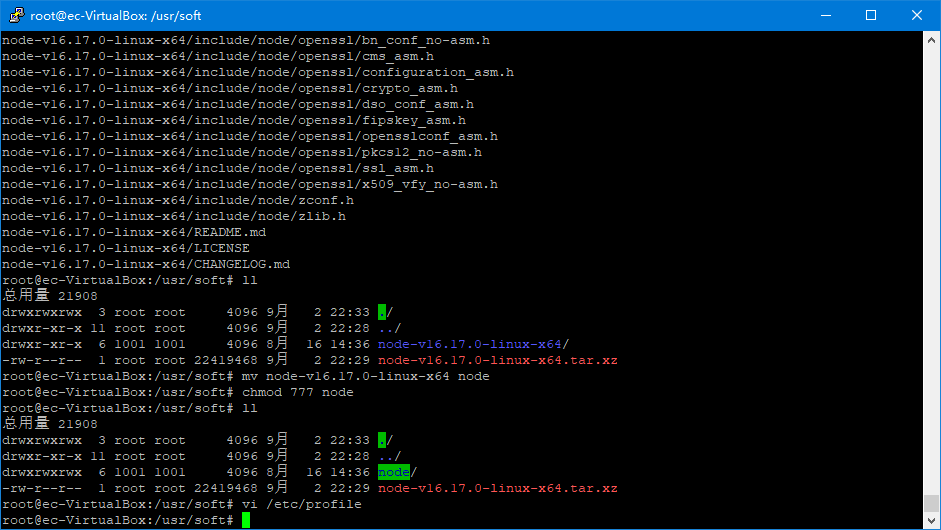 root@ec-VirtualBox: /usr/soft
node-v16.17.0-linux-x64/include/node/openssl/bn_conf_no-asm.h
node-v16.17.0-linux-x64/include/node/openssl/cms_asm.h
node-v16.17.0-linux-x64/include/node/openssl/configuration_asm.h
node-v16.17.0-linux-x64/include/node/openssl/crypto_asm.h
node-v16.17.0-linux-x64/include/node/openssl/dso_conf_asm.h
node-v16.17.0-linux-x64/include/node/openssl/fipskey_asm.h
node-v16.17.0-linux-x64/include/node/openssl/opensslconf_asm.h
node-v16.17.0-linux-x64/include/node/openssl/pkcs12_no-asm.h
node-v16.17.0-linux-x64/include/node/openssl/ssl_asm.h
node-v16.17.0-linux-x64/include/node/openssl/x509_vfy_no-asm.h
node-v16.17.0-linux-x64/include/node/zconf.h
node-v16.17.0-linux-x64/include/node/zlib.h
node-v16.17.0-linux-x64/README.md
node-v16.17.0-linux-x64/LICENSE
node-v16.17.0-linux-x64/CHANGELOG.md
root@ec-VirtualBox:/usr/soft# ll
总用量 21908
drwxrwxrwx  3 root root     4096 9月   2 22:33 ./
drwxr-xr-x 11 root root     4096 9月   2 22:28 ../
drwxr-xr-x  6 1001 1001     4096 8月  16 14:36 node-v16.17.0-linux-x64/
-rw-r--r--  1 root root 22419468 9月   2 22:29 node-v16.17.0-linux-x64.tar.xz
root@ec-VirtualBox:/usr/soft# mv node-v16.17.0-linux-x64 node
root@ec-VirtualBox:/usr/soft# chmod 777 node
root@ec-VirtualBox:/usr/soft# ll
总用量 21908
drwxrwxrwx  3 root root     4096 9月   2 22:33 ./
drwxr-xr-x 11 root root     4096 9月   2 22:28 ../
drwxrwxrwx  6 1001 1001     4096 8月  16 14:36 node/
-rw-r--r--  1 root root 22419468 9月   2 22:29 node-v16.17.0-linux-x64.tar.xz
root@ec-VirtualBox:/usr/soft# vi /etc/profile
root@ec-VirtualBox:/usr/soft#